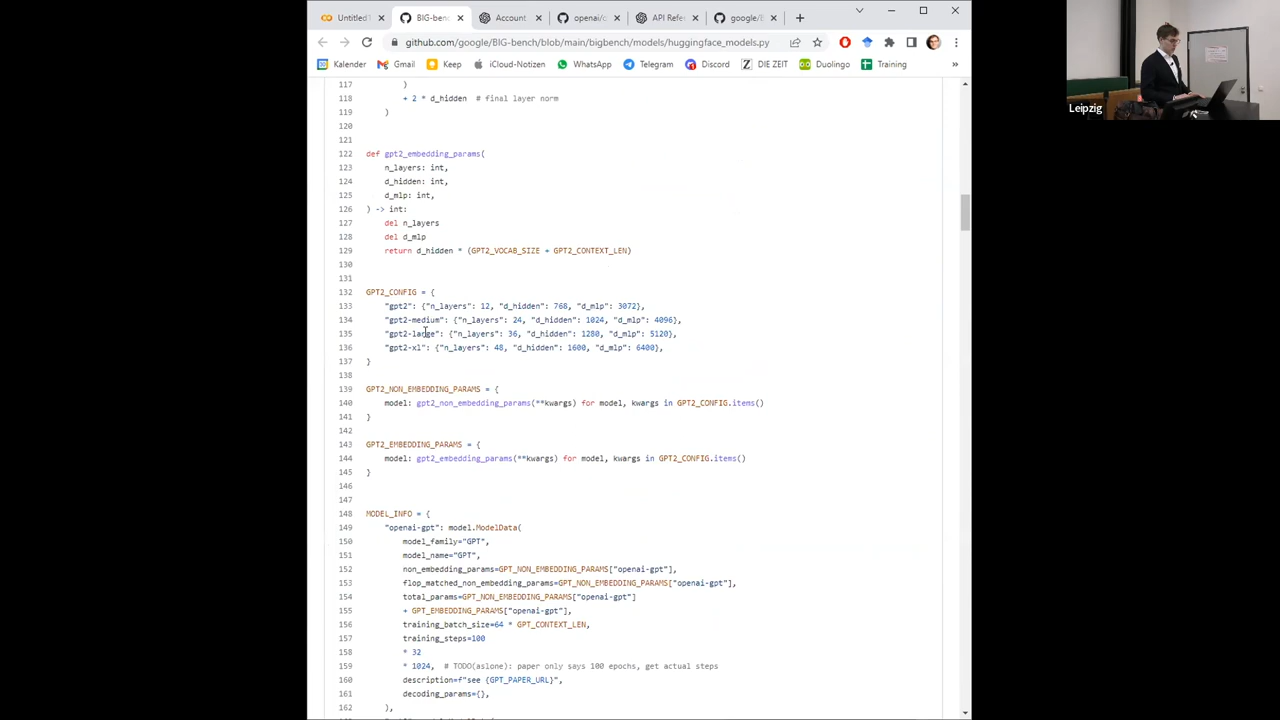 UntitledT
BIG-benc
Account
openai/c
API Refe
google/B
github.com/google/BIG-bench/blob/main/bigbench/models/huggingface_models.py
Kalender
Gmail
Keep
iCloud-Notizen
WhatsApp
Telegram
Discord
DIE ZEIT
Duolingo
Training
»
117 )
118 + 2 * d_hidden # final layer norm
119 )
120
121
122 def gpt2_embedding_params(
123 n_layers: int,
124 d_hidden: int,
125 d_mlp: int,
126 ) -> int:
127 del n_layers
128 del d_mlp
129 return d_hidden * (GPT2_VOCAB_SIZE + GPT2_CONTEXT_LEN)
130
131
132 GPT2_CONFIG = {
133 "gpt2": {"n_layers": 12, "d_hidden": 768, "d_mlp": 3072},
134 "gpt2-medium": {"n_layers": 24, "d_hidden": 1024, "d_mlp": 4096},
135 "gpt2-large": {"n_layers": 36, "d_hidden": 1280, "d_mlp": 5120},
136 "gpt2-xl": {"n_layers": 48, "d_hidden": 1600, "d_mlp": 6400},
137 }
138
139 GPT2_NON_EMBEDDING_PARAMS = {
140 model: gpt2_non_embedding_params(**kwargs) for model, kwargs in GPT2_CONFIG.items()
141 }
142
143 GPT2_EMBEDDING_PARAMS = {
144 model: gpt2_embedding_params(**kwargs) for model, kwargs in GPT2_CONFIG.items()
145 }
146
147
148 MODEL_INFO = {
149 "openai-gpt": model.ModelData(
150 model_family="GPT",
151 model_name="GPT",
152 non_embedding_params=GPT_NON_EMBEDDING_PARAMS["openai-gpt"],
153 flop_matched_non_embedding_params=GPT_NON_EMBEDDING_PARAMS["openai-gpt"],
154 total_params=GPT_NON_EMBEDDING_PARAMS["openai-gpt"]
155 + GPT_EMBEDDING_PARAMS["openai-gpt"],
156 training_batch_size=64 * GPT_CONTEXT_LEN,
157 training_steps=100
158 * 32
159 * 1024, # TODO(aslone): paper only says 100 epochs, get actual steps
160 description=f"see {GPT_PAPER_URL}",
161 decoding_params={},
162 ),
Leipzig